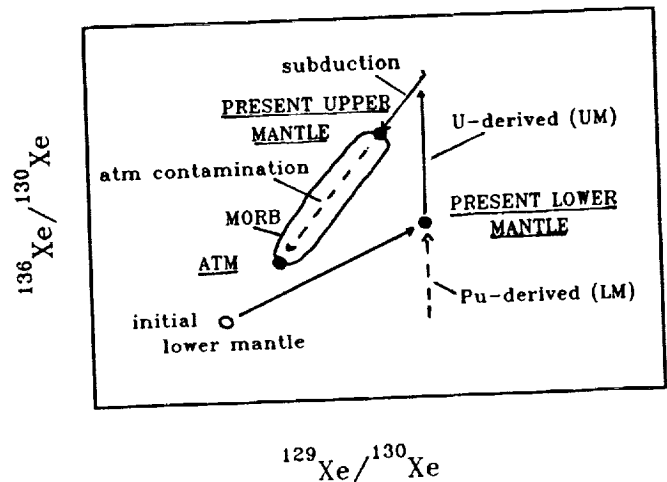 subduction
PRESENT UPPER
MANTLE
U-derived (UM)
atm contamination
MORB
PRESENT LOWER
MANTLE
ATM
Pu-derived (LM)
initial
lower mantle
¹³⁶Xe/¹³⁰Xe
¹²⁹Xe/¹³⁰Xe